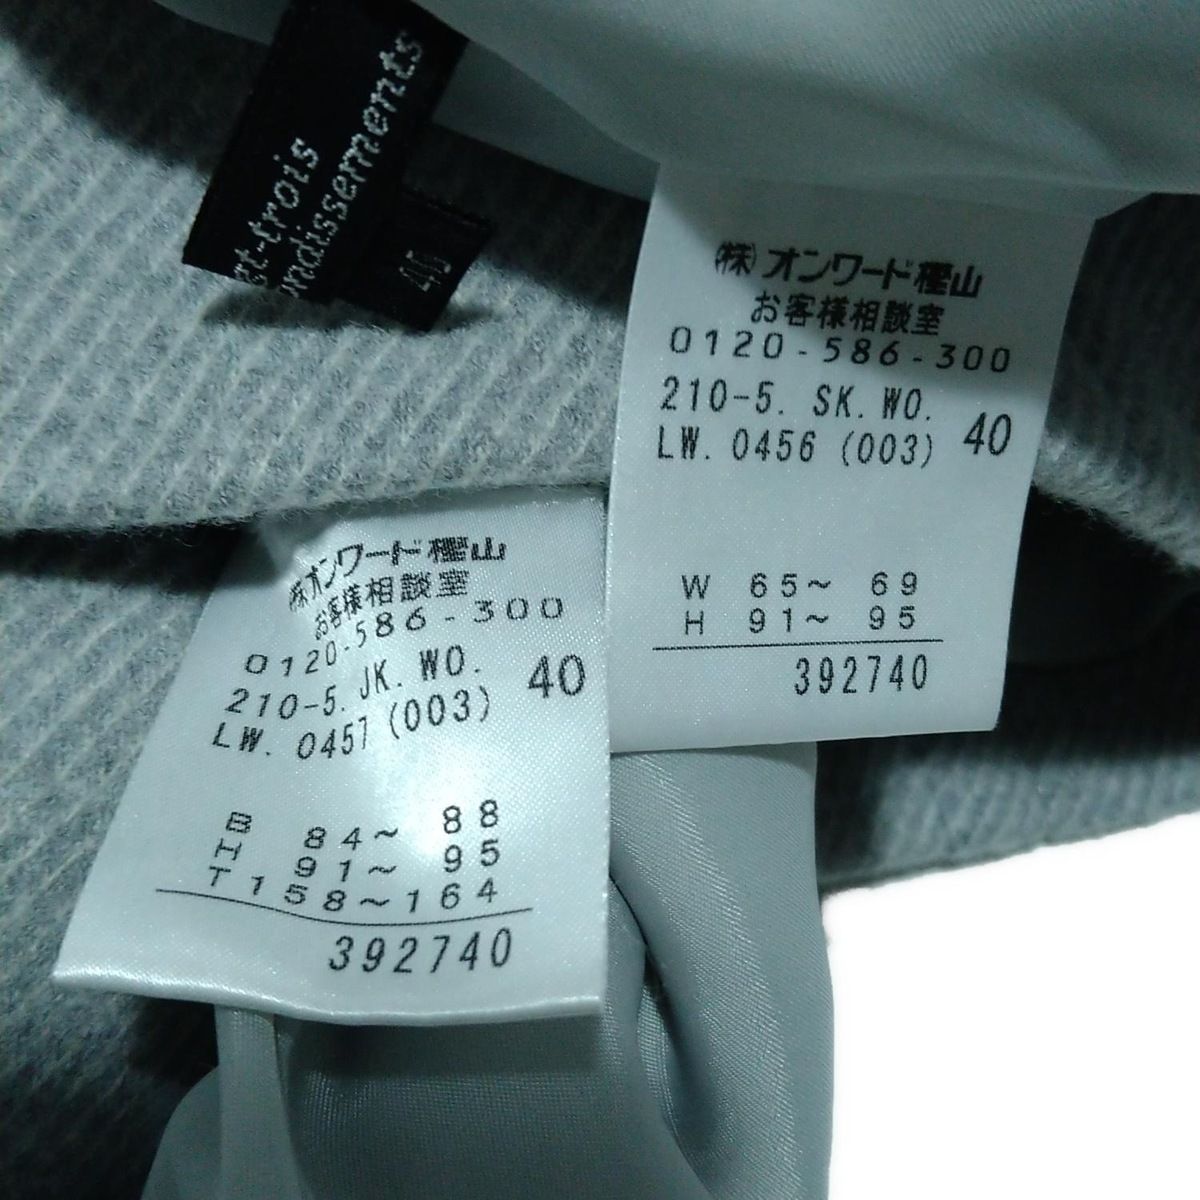 et-trois
ndissements
40
(株)オンワード樫山
お客様相談室
0120-586-300
210-5. SK. WO.
LW. 0456 (003) 40
W 65~ 69
H 91~ 95
392740
(株)オンワード樫山
お客様相談室
0120-586-300
210-5. JK. WO.
LW. 0457 (003) 40
B 84~ 88
H 91~ 95
T 158~164
392740